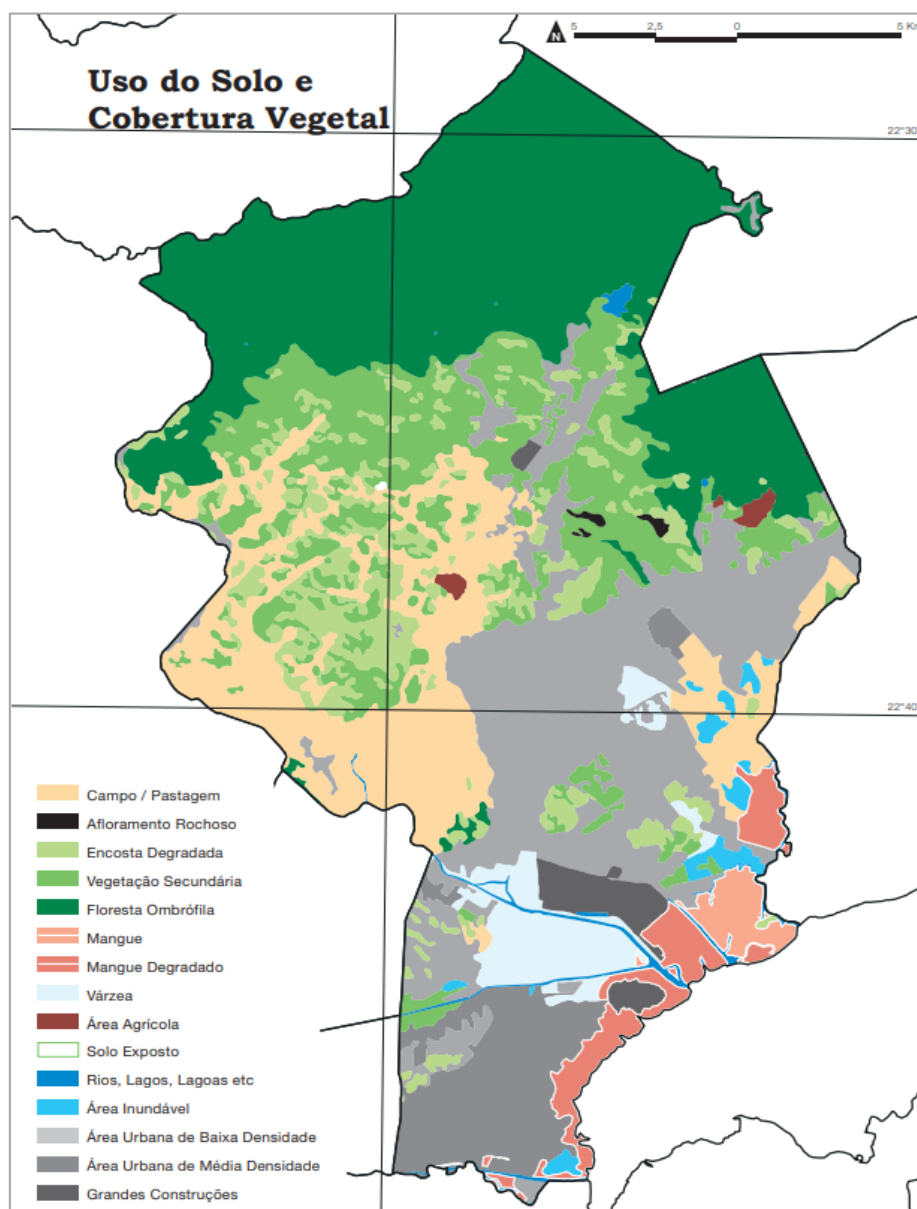 5 2,5 0 5 Km
N
Uso do Solo e
Cobertura Vegetal
22°30
22°40
Campo / Pastagem
Afloramento Rochoso
Encosta Degradada
Vegetação Secundária
Floresta Ombrófila
Mangue
Mangue Degradado
Várzea
Área Agrícola
Solo Exposto
Rios, Lagos, Lagoas etc
Área Inundável
Área Urbana de Baixa Densidade
Área Urbana de Média Densidade
Grandes Construções